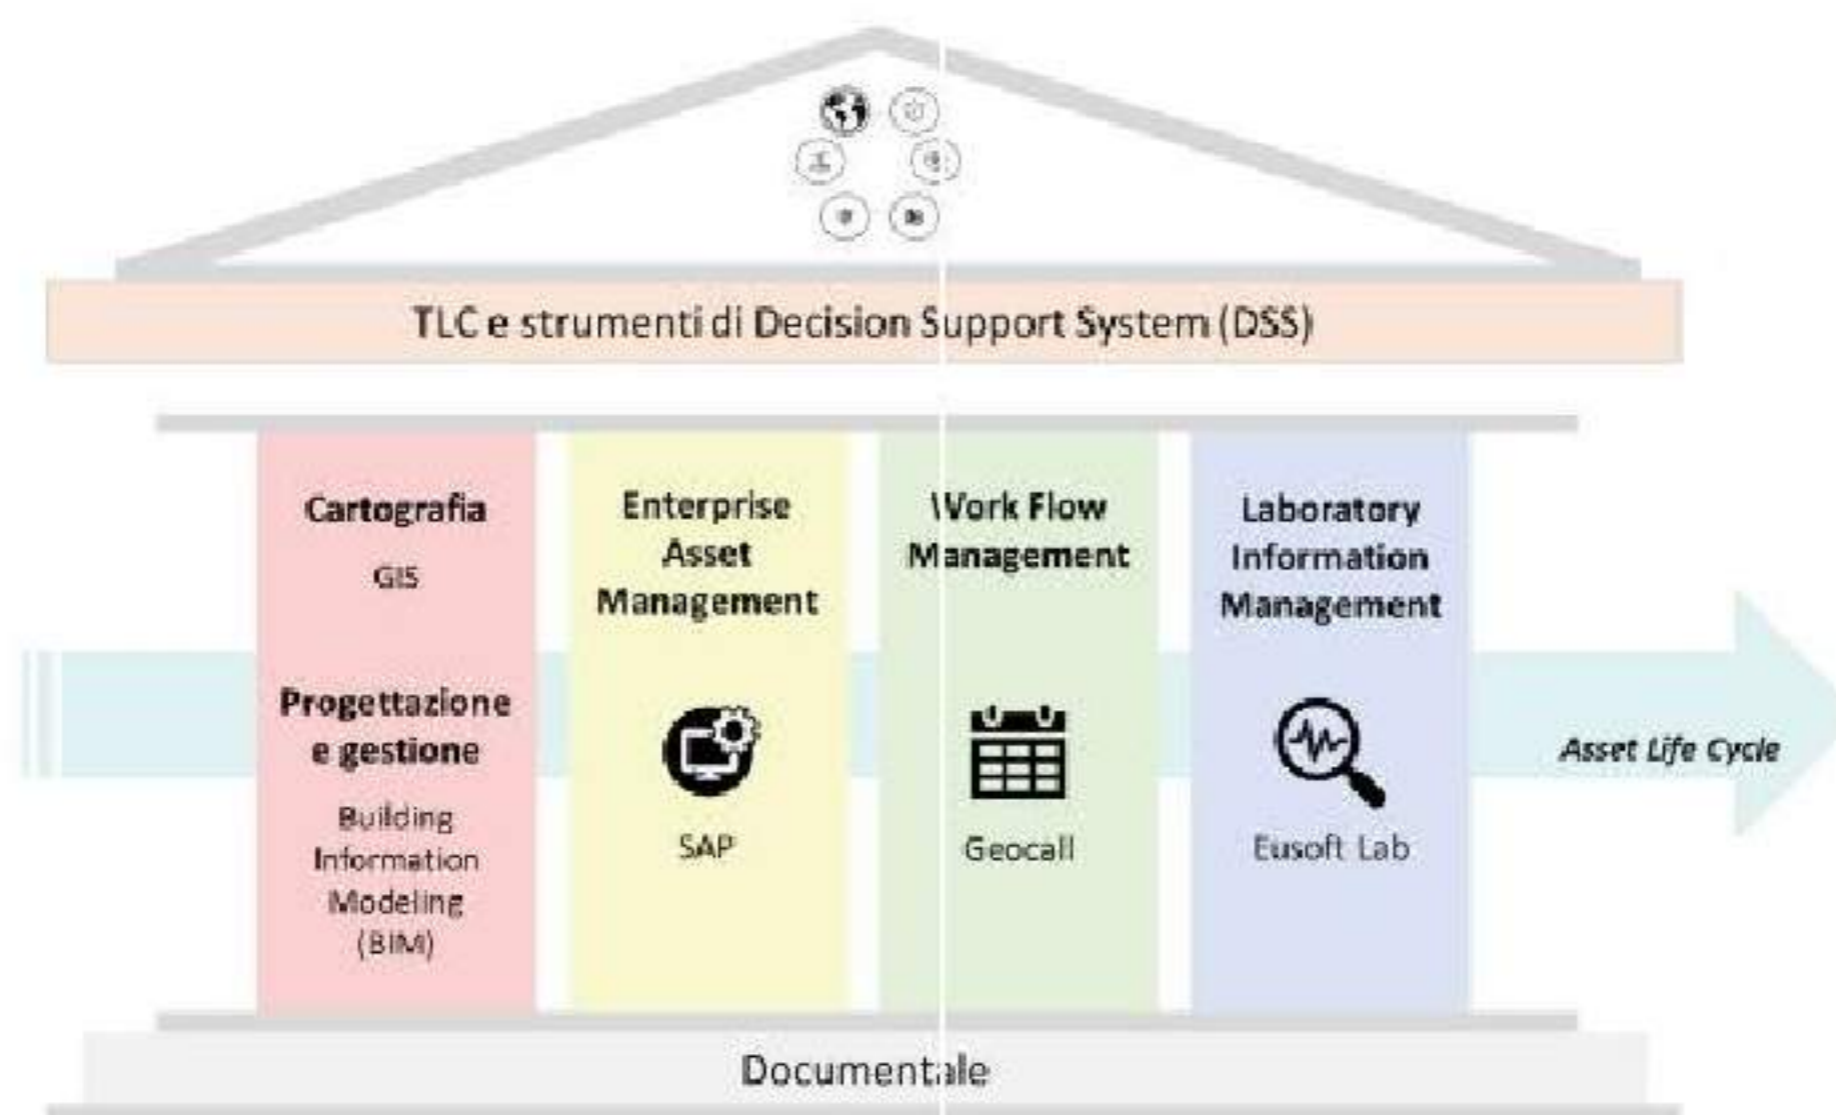 TLC e strumenti di Decision Support System (DSS)
Cartografia
GIS
Progettazione
e gestione
Building
Information
Modeling
(BIM)
Enterprise
Asset
Management
SAP
Work Flow
Management
Geocall
Laboratory
Information
Management
Eusoft Lab
Asset Life Cycle
Documentale